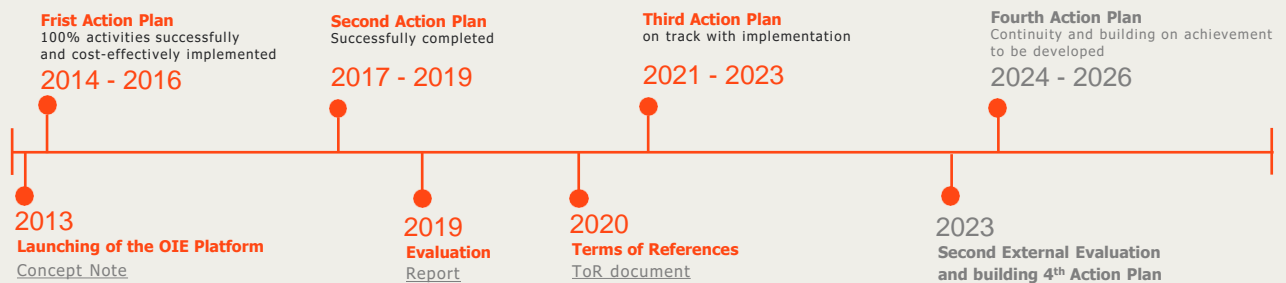 Frist Action Plan
100% activities successfully
and cost-effectively implemented
2014 - 2016
Second Action Plan
Successfully completed
2017 - 2019
Third Action Plan
on track with implementation
2021 - 2023
Fourth Action Plan
Continuity and building on achievement
to be developed
2024 - 2026
2013
Launching of the OIE Platform
Concept Note
2019
Evaluation
Report
2020
Terms of References
ToR document
2023
Second External Evaluation
and building 4th Action Plan